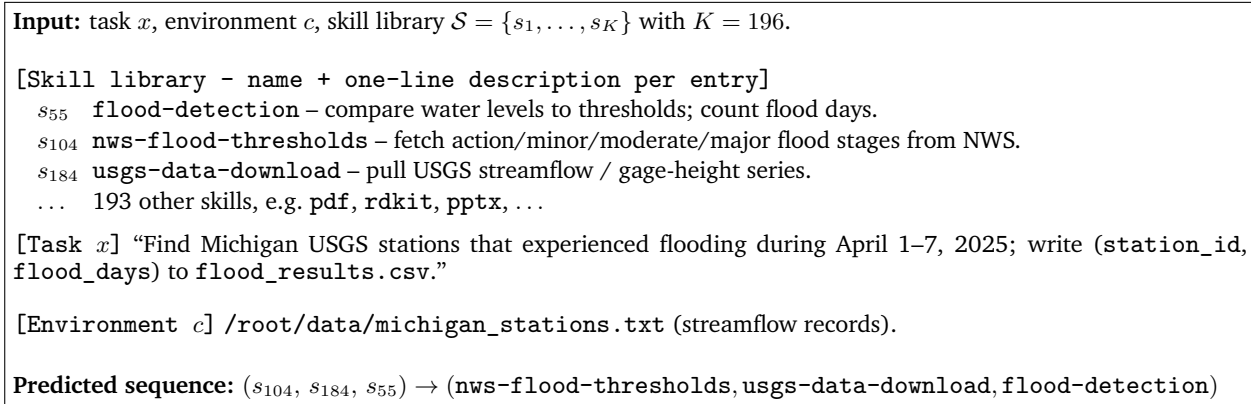 Input: task x, environment c, skill library S = {s1, . . . , sK} with K = 196.
[Skill library - name + one-line description per entry]
s55 flood-detection – compare water levels to thresholds; count flood days.
s104 nws-flood-thresholds – fetch action/minor/moderate/major flood stages from NWS.
s184 usgs-data-download – pull USGS streamflow / gage-height series.
... 193 other skills, e.g. pdf, rdkit, pptx, ...
[Task x] “Find Michigan USGS stations that experienced flooding during April 1–7, 2025; write (station_id,
flood_days) to flood_results.csv.”
[Environment c] /root/data/michigan_stations.txt (streamflow records).
Predicted sequence: (s104, s184, s55) → (nws-flood-thresholds, usgs-data-download, flood-detection)